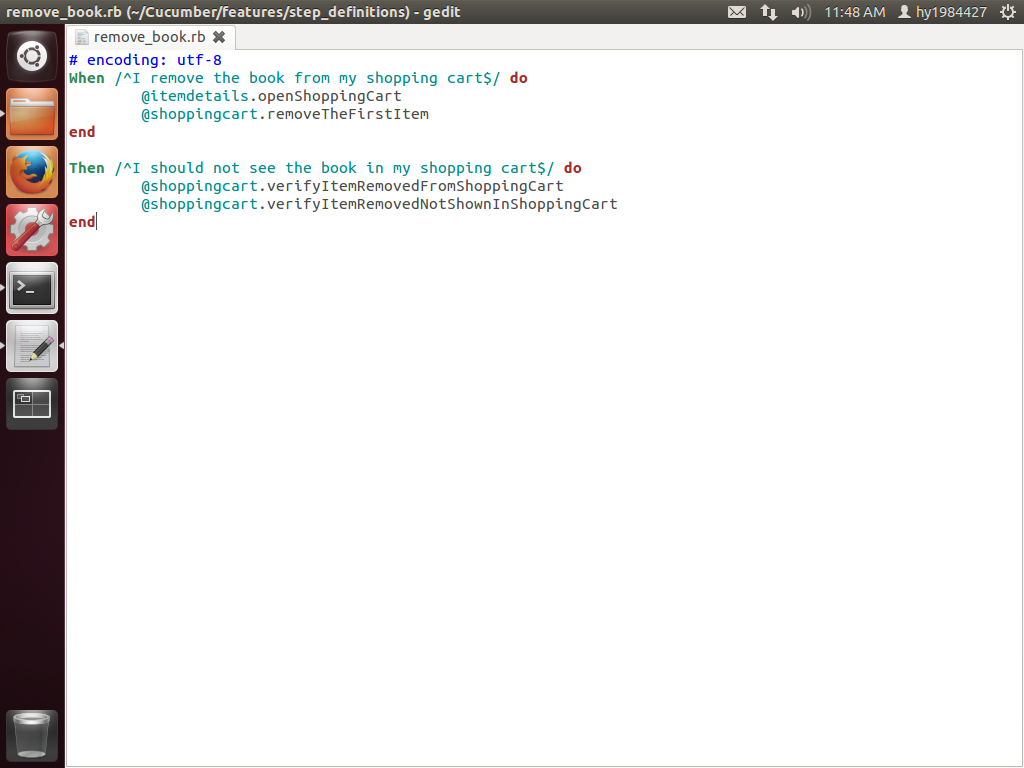 remove_book.rb (~/Cucumber/features/step_definitions) - gedit
11:48 AM
hy1984427
remove_book.rb
# encoding: utf-8
When /^I remove the book from my shopping cart$/ do
        @itemdetails.openShoppingCart
        @shoppingcart.removeTheFirstItem
end

Then /^I should not see the book in my shopping cart$/ do
        @shoppingcart.verifyItemRemovedFromShoppingCart
        @shoppingcart.verifyItemRemovedNotShownInShoppingCart
end